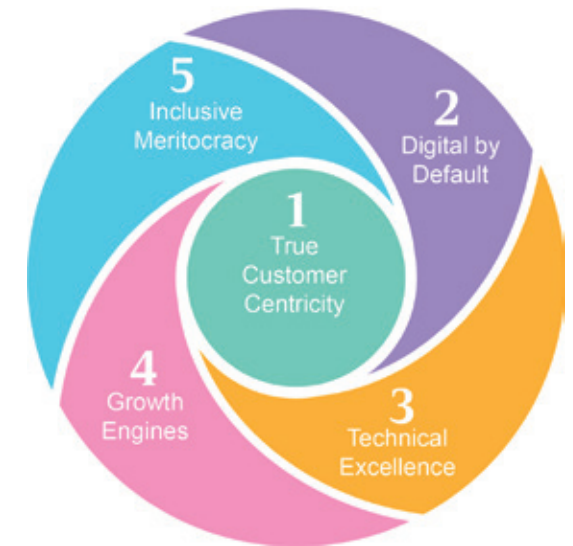 1
True
Customer
Centricity
2
Digital by
Default
3
Technical
Excellence
4
Growth
Engines
5
Inclusive
Meritocracy